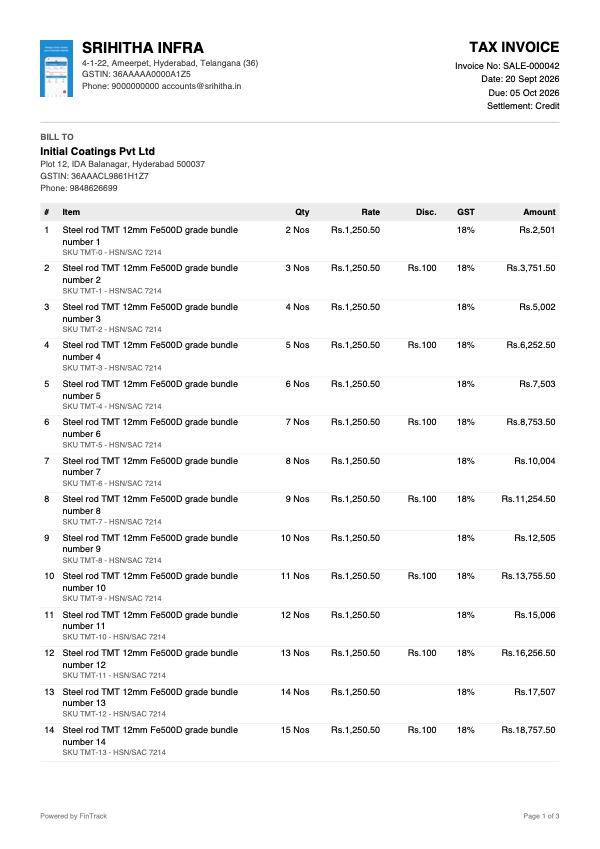 SRIHITHA INFRA
4-1-22, Ameerpet, Hyderabad, Telangana (36)
GSTIN: 36AAAAA0000A1Z5
Phone: 9000000000 accounts@srihitha.in
TAX INVOICE
Invoice No: SALE-000042
Date: 20 Sept 2026
Due: 05 Oct 2026
Settlement: Credit
BILL TO
Initial Coatings Pvt Ltd
Plot 12, IDA Balanagar, Hyderabad 500037
GSTIN: 36AAACL9861H1Z7
Phone: 9848626699
# Item Qty Rate Disc. GST Amount
1 Steel rod TMT 12mm Fe500D grade bundle 2 Nos Rs.1,250.50 18% Rs.2,501
number 1
SKU TMT-0 - HSN/SAC 7214
2 Steel rod TMT 12mm Fe500D grade bundle 3 Nos Rs.1,250.50 Rs.100 18% Rs.3,751.50
number 2
SKU TMT-1 - HSN/SAC 7214
3 Steel rod TMT 12mm Fe500D grade bundle 4 Nos Rs.1,250.50 18% Rs.5,002
number 3
SKU TMT-2 - HSN/SAC 7214
4 Steel rod TMT 12mm Fe500D grade bundle 5 Nos Rs.1,250.50 Rs.100 18% Rs.6,252.50
number 4
SKU TMT-3 - HSN/SAC 7214
5 Steel rod TMT 12mm Fe500D grade bundle 6 Nos Rs.1,250.50 18% Rs.7,503
number 5
SKU TMT-4 - HSN/SAC 7214
6 Steel rod TMT 12mm Fe500D grade bundle 7 Nos Rs.1,250.50 Rs.100 18% Rs.8,753.50
number 6
SKU TMT-5 - HSN/SAC 7214
7 Steel rod TMT 12mm Fe500D grade bundle 8 Nos Rs.1,250.50 18% Rs.10,004
number 7
SKU TMT-6 - HSN/SAC 7214
8 Steel rod TMT 12mm Fe500D grade bundle 9 Nos Rs.1,250.50 Rs.100 18% Rs.11,254.50
number 8
SKU TMT-7 - HSN/SAC 7214
9 Steel rod TMT 12mm Fe500D grade bundle 10 Nos Rs.1,250.50 18% Rs.12,505
number 9
SKU TMT-8 - HSN/SAC 7214
10 Steel rod TMT 12mm Fe500D grade bundle 11 Nos Rs.1,250.50 Rs.100 18% Rs.13,755.50
number 10
SKU TMT-9 - HSN/SAC 7214
11 Steel rod TMT 12mm Fe500D grade bundle 12 Nos Rs.1,250.50 18% Rs.15,006
number 11
SKU TMT-10 - HSN/SAC 7214
12 Steel rod TMT 12mm Fe500D grade bundle 13 Nos Rs.1,250.50 Rs.100 18% Rs.16,256.50
number 12
SKU TMT-11 - HSN/SAC 7214
13 Steel rod TMT 12mm Fe500D grade bundle 14 Nos Rs.1,250.50 18% Rs.17,507
number 13
SKU TMT-12 - HSN/SAC 7214
14 Steel rod TMT 12mm Fe500D grade bundle 15 Nos Rs.1,250.50 Rs.100 18% Rs.18,757.50
number 14
SKU TMT-13 - HSN/SAC 7214
Powered by FinTrack
Page 1 of 3